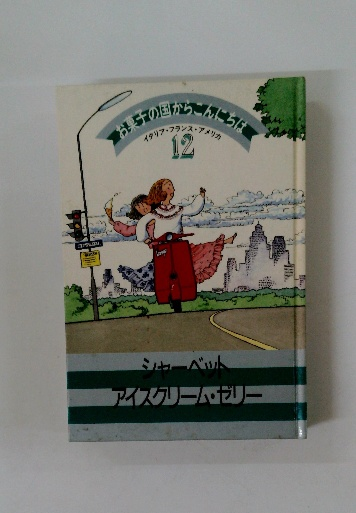 お菓子の国からこんにちは
イタリア・フランス・アメリカ
12
シャーベット
アイスクリーム・ゼリー